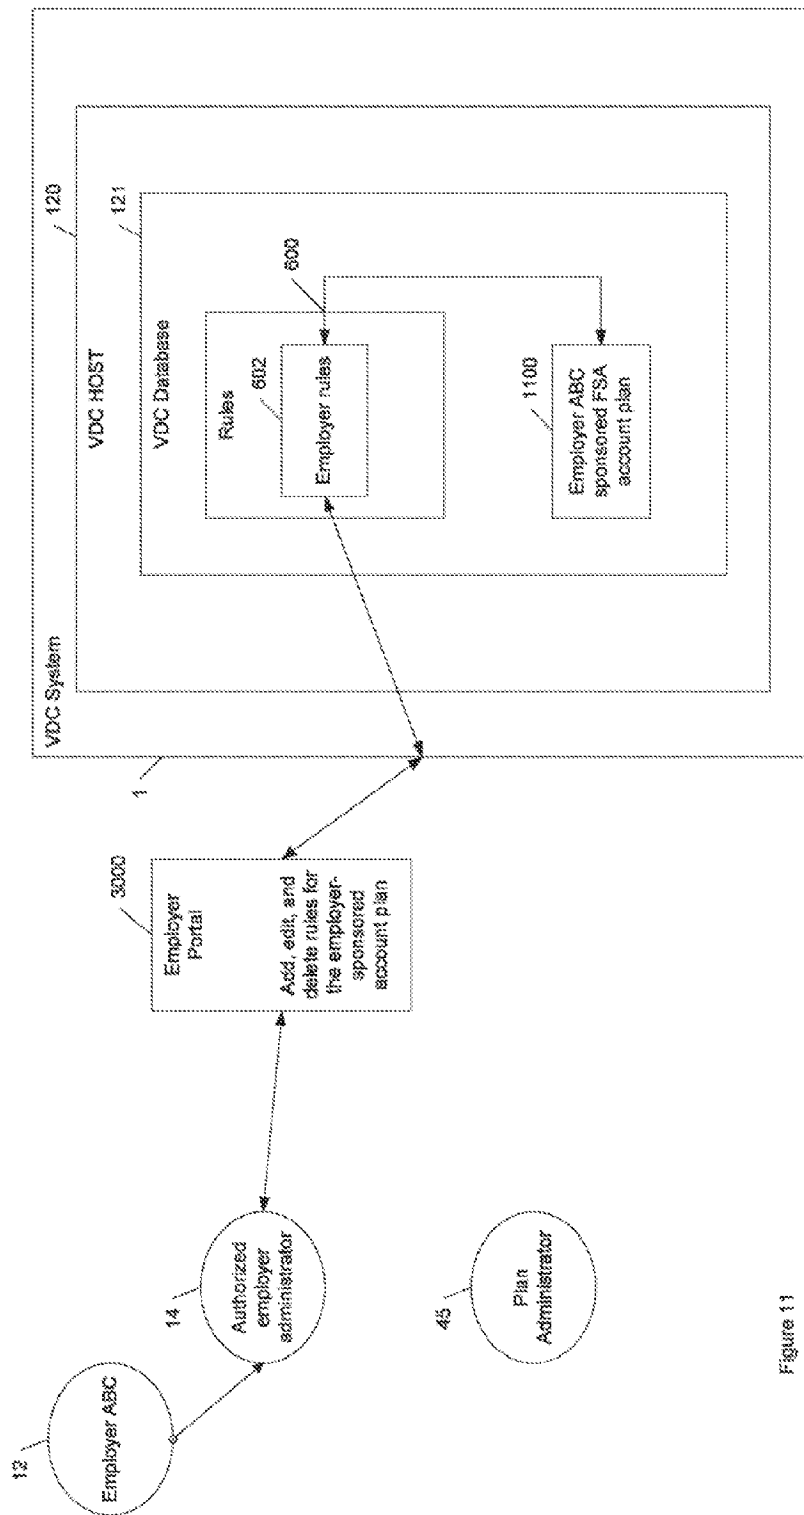 12
Employer ABC
14
Authorized
employer
administrator
45
Plan
Administrator
3000
Employer
Portal
Add, edit, and
delete rules for
the employer-
sponsored
account plan
1
VDC System
120
VDC HOST
121
VDC Database
600
Rules
602
Employer rules
1100
Employer ABC
sponsored FSA
account plan
Figure 11